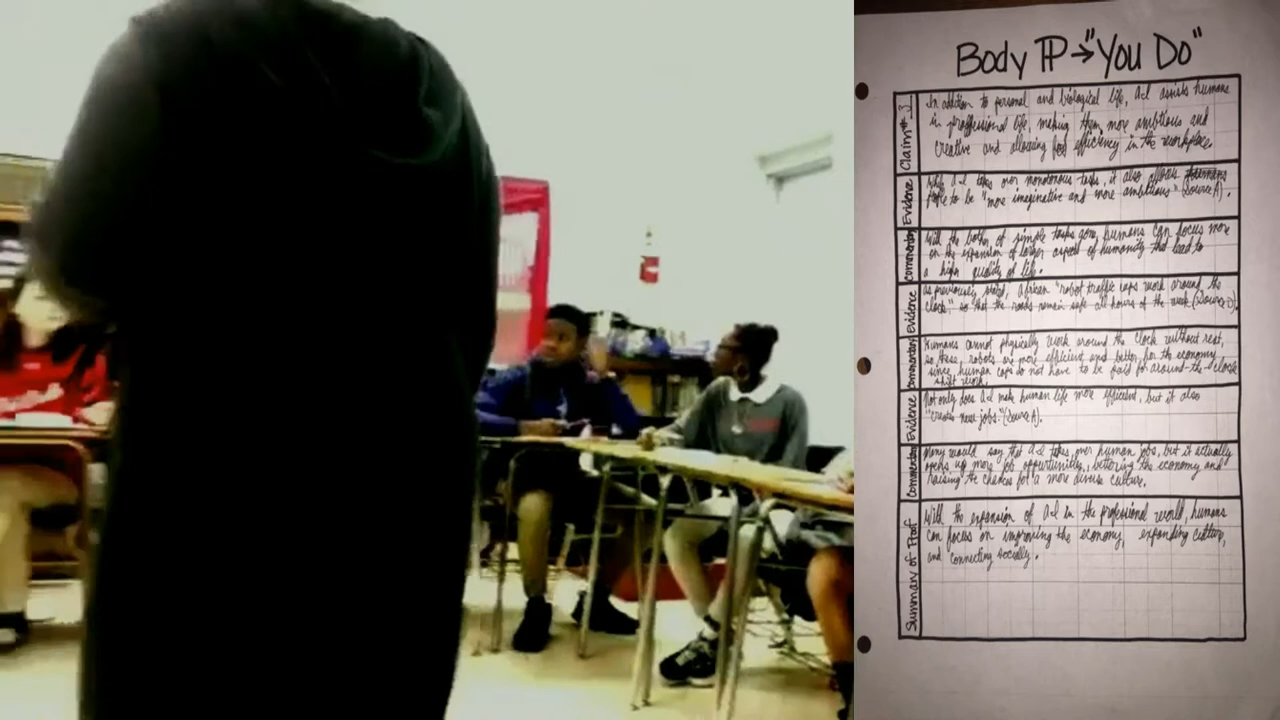 Body ¶ → "You Do"
Claim # 3
In addition to personal and biological life, A.I. assists humans
in proffessional life, making them more ambitious and
creative and allowing for efficiency in the workplace.
Evidence
While A.I. takes over monotonous tasks, it also allows
people to be "more imaginative and more ambitious" (Source A).
Commentary
With the bother of simple tasks gone, humans can focus more
on the expansion of larger aspects of humanity that lead to
a high quality of life.
Evidence
As previously stated, African "robot traffic cops work around the
clock" so that the roads remain safe all hours of the week (Source D).
Commentary
Humans cannot physically work around the clock without rest,
so these robots are more efficient and better for the economy
since human cops do not have to be paid for around-the-clock
shift work.
Evidence
Not only does A.I. make human life more efficient, but it also
"creates new jobs." (Source A).
Commentary
Many would say that A.I. takes over human jobs, but it actually
opens up more job opportunities, bettering the economy and
raising the chances for a more diverse culture.
Summary of Proof
With the expansion of A.I. in the professional world, humans
can focus on improving the economy, expanding culture,
and connecting socially.